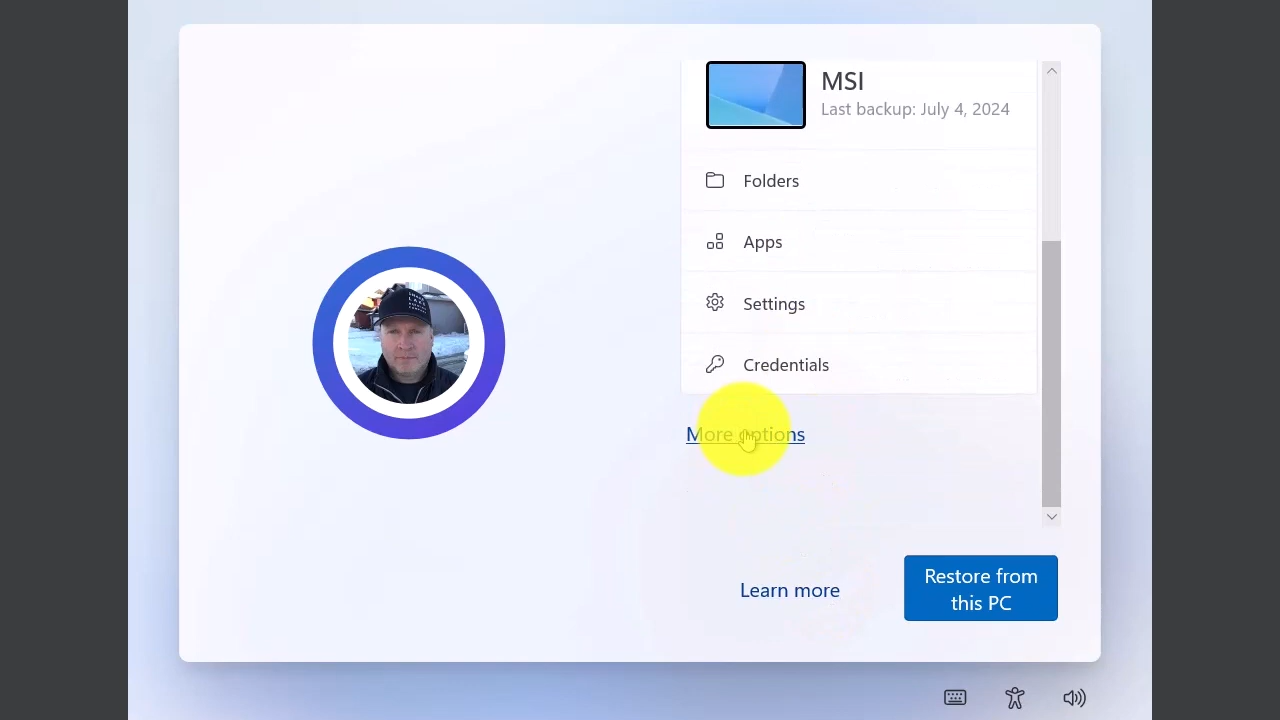 MSI
Last backup: July 4, 2024
Folders
Apps
Settings
Credentials
More options
Learn more
Restore from
this PC